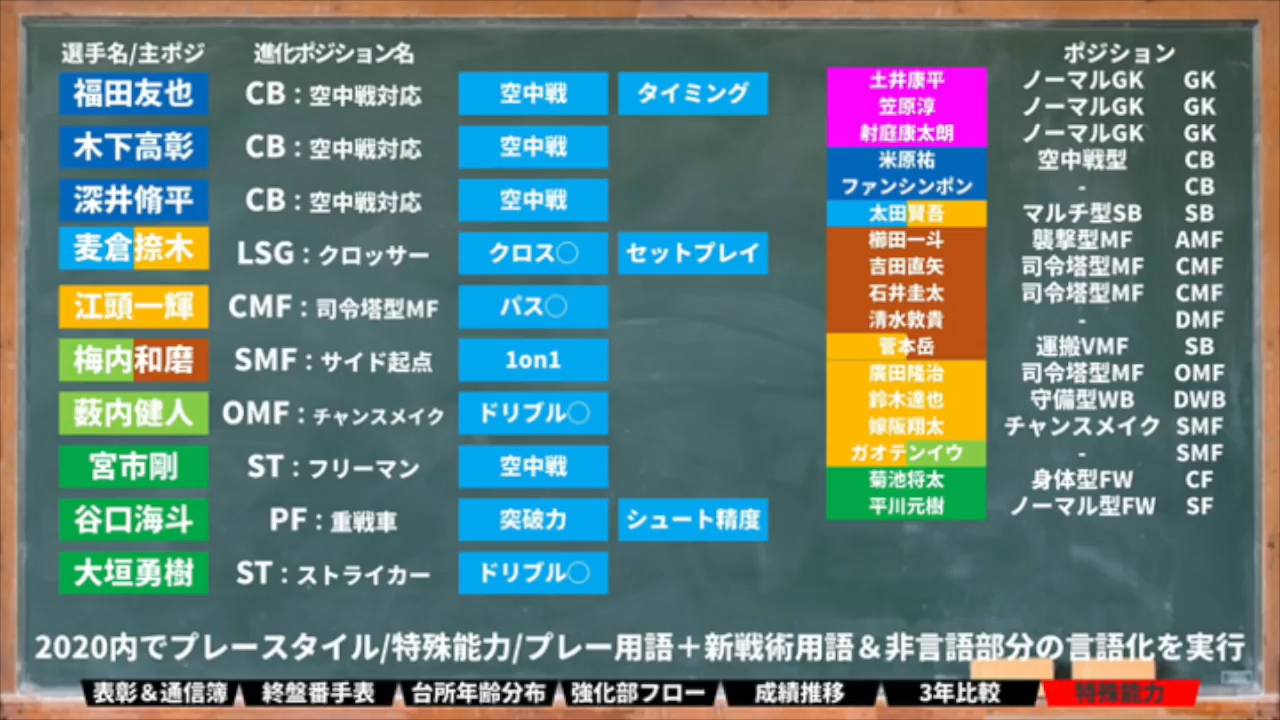 選手名/主ポジ 進化ポジション名
福田友也 CB：空中戦対応 空中戦 タイミング
木下高彰 CB：空中戦対応 空中戦
深井脩平 CB：空中戦対応 空中戦
麦倉捺木 LSG：クロッサー クロス○ セットプレイ
江頭一輝 CMF：司令塔型MF パス○
梅内和磨 SMF：サイド起点 1on1
藪内健人 OMF：チャンスメイク ドリブル○
宮市剛 ST：フリーマン 空中戦
谷口海斗 PF：重戦車 突破力 シュート精度
大垣勇樹 ST：ストライカー ドリブル○
ポジション
土井康平 ノーマルGK GK
笠原淳 ノーマルGK GK
射庭康太朗 ノーマルGK GK
米原祐 空中戦型 CB
ファンシンポン - CB
太田賢吾 マルチ型SB SB
櫛田一斗 襲撃型MF AMF
吉田直矢 司令塔型MF CMF
石井圭太 司令塔型MF CMF
清水敦貴 - DMF
菅本岳 運搬VMF SB
廣田隆治 司令塔型MF OMF
鈴木達也 守備型WB DWB
嫁阪翔太 チャンスメイク SMF
ガオテンイウ - SMF
菊池将太 身体型FW CF
平川元樹 ノーマル型FW SF
2020内でプレースタイル/特殊能力/プレー用語＋新戦術用語＆非言語部分の言語化を実行
表彰＆通信簿 終盤番手表 台所年齢分布 強化部フロー 成績推移 3年比較 特殊能力